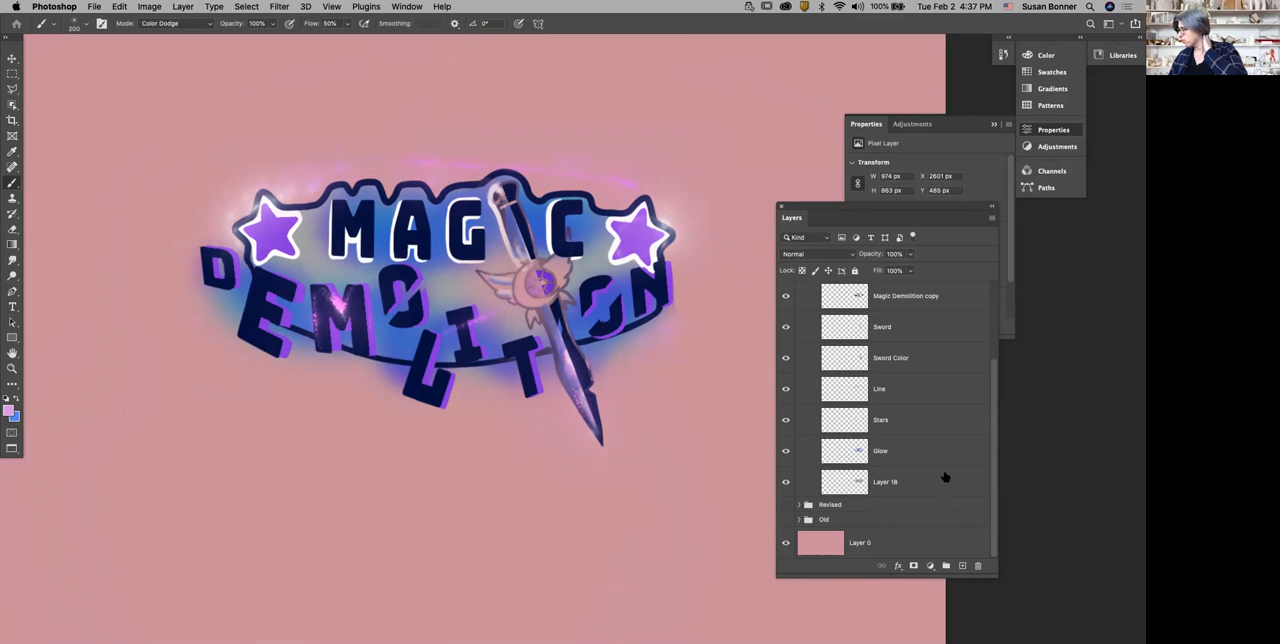 Photoshop File Edit Image Layer Type Select Filter 3D View Plugins Window Help 100% Tue Feb 2 4:37 PM Susan Bonner
200 Mode: Color Dodge Opacity: 100% Flow: 50% Smoothing: 0°
Color
Swatches
Gradients
Patterns
Properties
Adjustments
Channels
Paths
Libraries
Properties Adjustments
Pixel Layer
Transform
W 974 px X 2601 px
H 863 px Y 485 px
Layers
Kind
Normal Opacity: 100%
Lock: Fill: 100%
Magic Demolition copy
Sword
Sword Color
Line
Stars
Glow
Layer 18
Revised
Old
Layer 0
MAGIC
DEMOLITION